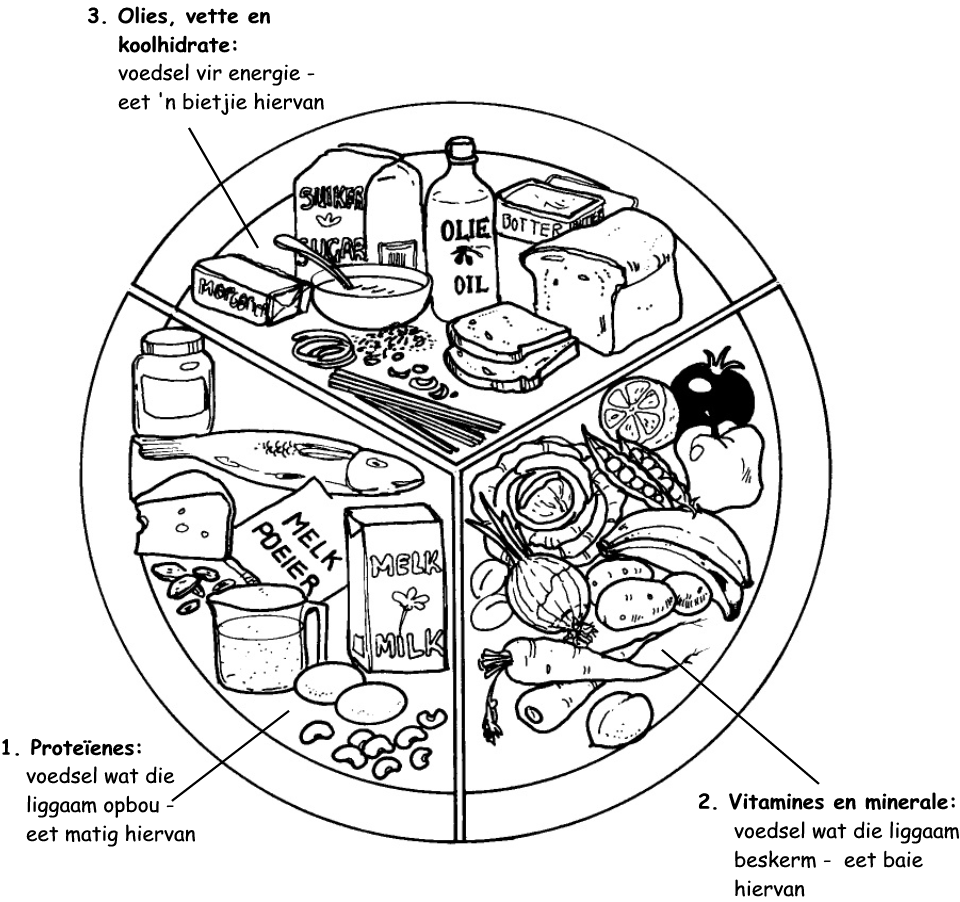 3. Olies, vette en
koolhidrate:
voedsel vir energie -
eet 'n bietjie hiervan
SUIKER
SUGAR
OLIE
OIL
BOTTER
MELK
POEIER
MELK
MILK
1. Proteïenes:
voedsel wat die
liggaam opbou -
eet matig hiervan
2. Vitamines en minerale:
voedsel wat die liggaam
beskerm - eet baie
hiervan